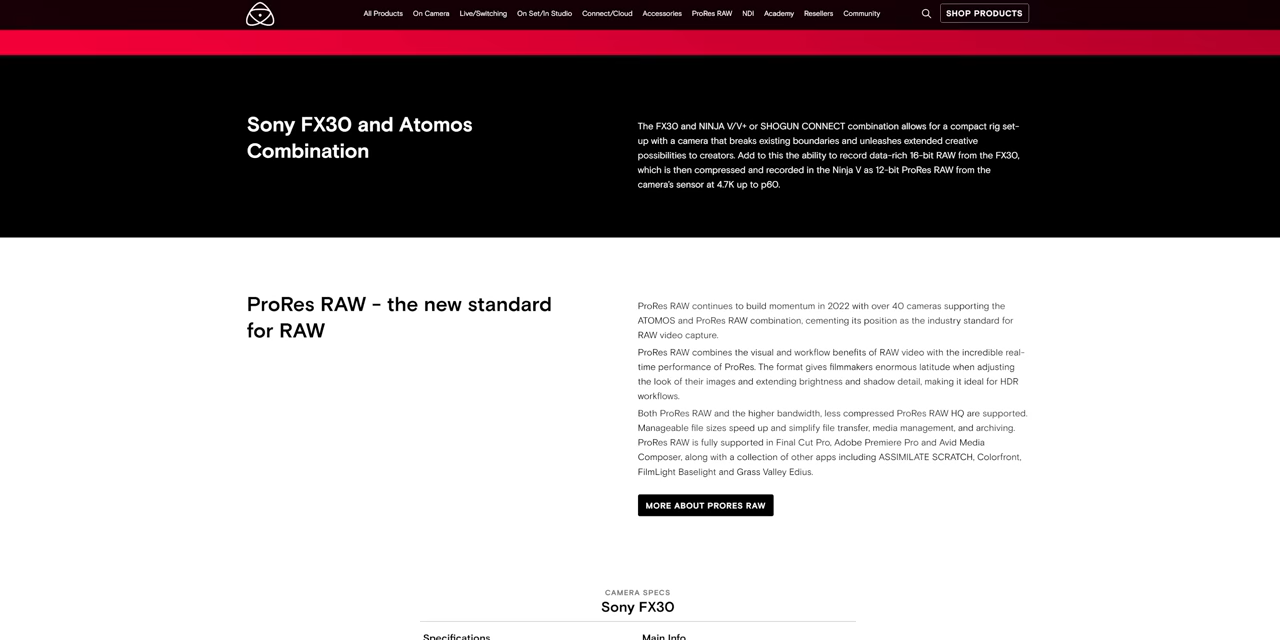 All Products On Camera Live/Switching On Set/In Studio Connect/Cloud Accessories ProRes RAW NDI Academy Resellers Community SHOP PRODUCTS
Sony FX30 and Atomos
Combination
The FX30 and NINJA V/V+ or SHOGUN CONNECT combination allows for a compact rig set-
up with a camera that breaks existing boundaries and unleashes extended creative
possibilities to creators. Add to this the ability to record data-rich 16-bit RAW from the FX30,
which is then compressed and recorded in the Ninja V as 12-bit ProRes RAW from the
camera's sensor at 4.7K up to p60.
ProRes RAW - the new standard
for RAW
ProRes RAW continues to build momentum in 2022 with over 40 cameras supporting the
ATOMOS and ProRes RAW combination, cementing its position as the industry standard for
RAW video capture.
ProRes RAW combines the visual and workflow benefits of RAW video with the incredible real-
time performance of ProRes. The format gives filmmakers enormous latitude when adjusting
the look of their images and extending brightness and shadow detail, making it ideal for HDR
workflows.
Both ProRes RAW and the higher bandwidth, less compressed ProRes RAW HQ are supported.
Manageable file sizes speed up and simplify file transfer, media management, and archiving.
ProRes RAW is fully supported in Final Cut Pro, Adobe Premiere Pro and Avid Media
Composer, along with a collection of other apps including ASSIMILATE SCRATCH, Colorfront,
FilmLight Baselight and Grass Valley Edius.
MORE ABOUT PRORES RAW
CAMERA SPECS
Sony FX30
Specifications Main Info